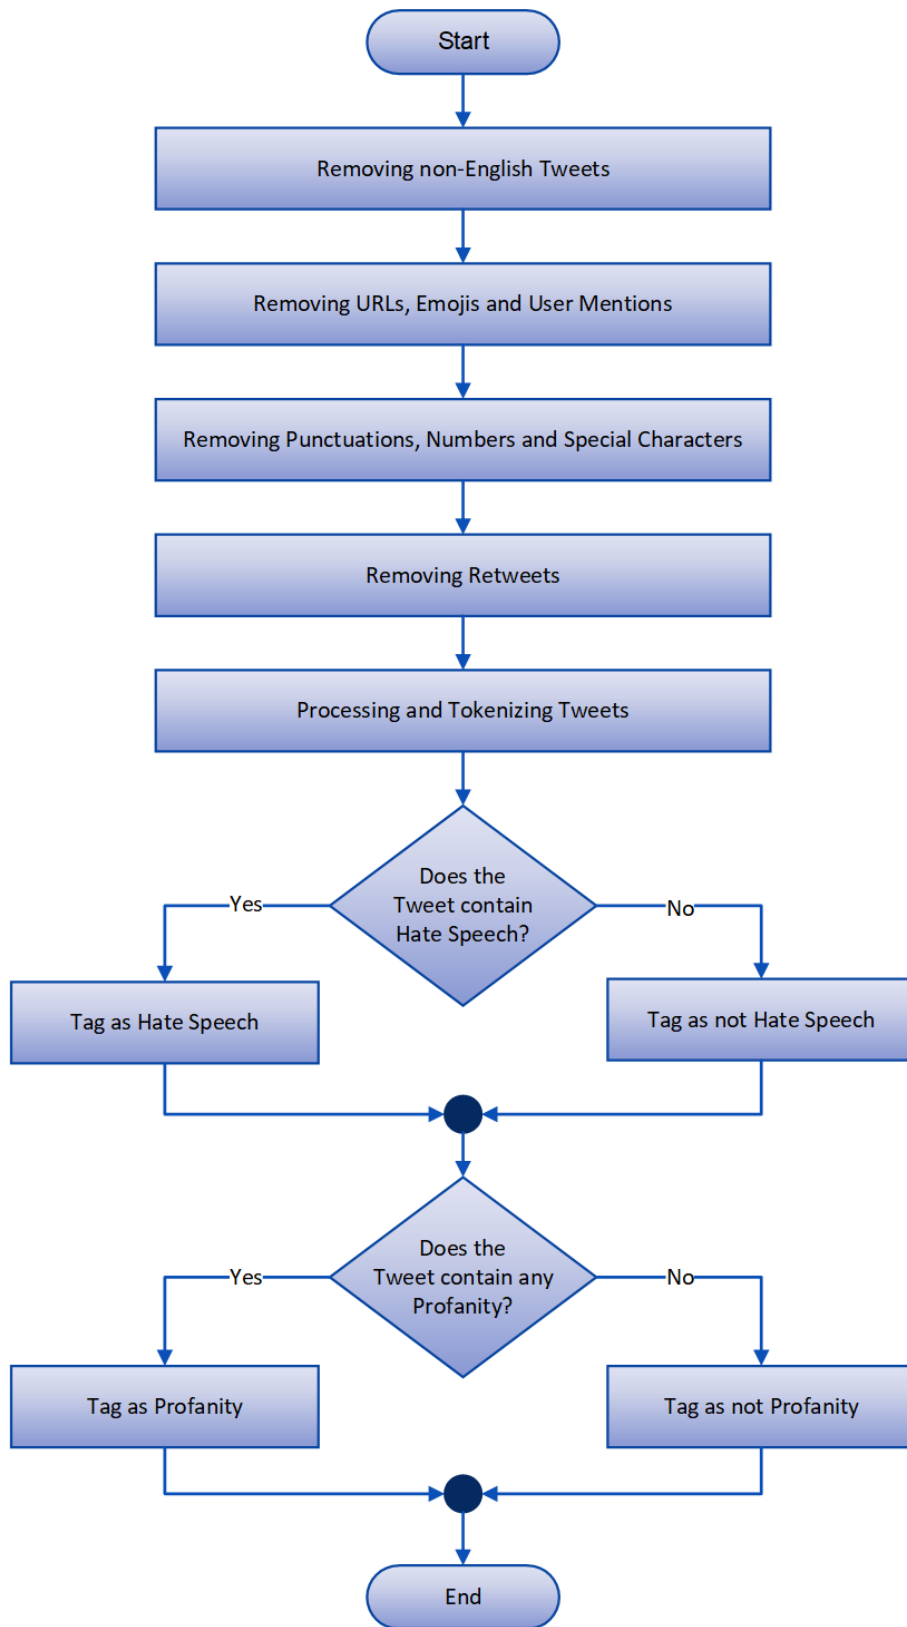 Start
Removing non-English Tweets
Removing URLs, Emojis and User Mentions
Removing Punctuations, Numbers and Special Characters
Removing Retweets
Processing and Tokenizing Tweets
Does the
Tweet contain
Hate Speech?
Yes
No
Tag as Hate Speech
Tag as not Hate Speech
Does the
Tweet contain any
Profanity?
Yes
No
Tag as Profanity
Tag as not Profanity
End